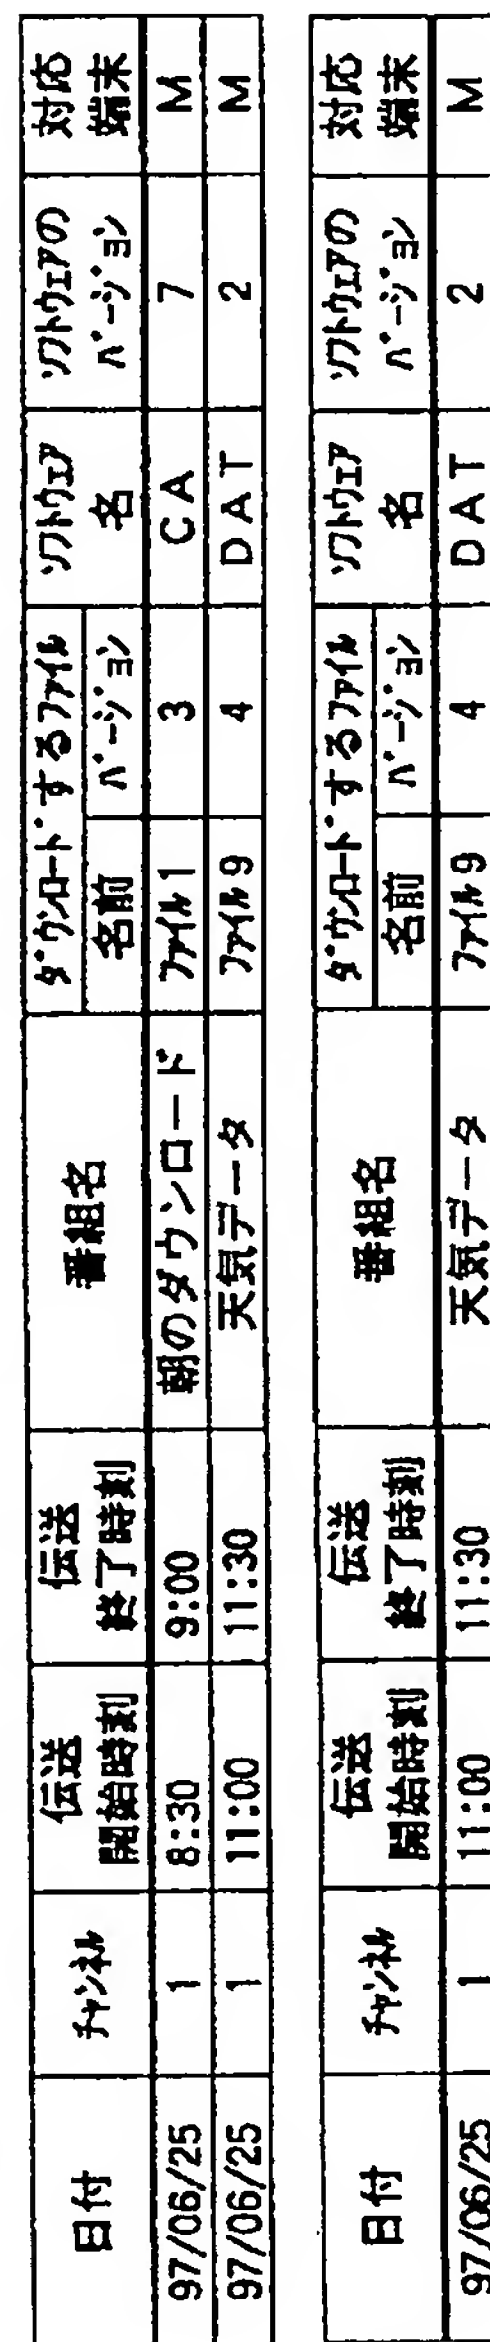 日付 チャンネル 伝送開始時刻 伝送終了時刻 番組名 ダウンロードするファイル 名前 バージョン ソフトウェア名 ソフトウェアのバージョン 対応端末
97/06/25 1 8:30 9:00 朝のダウンロード ファイル1 3 CA 7 M
97/06/25 1 11:00 11:30 天気データ ファイル9 4 DAT 2 M
日付 チャンネル 伝送開始時刻 伝送終了時刻 番組名 ダウンロードするファイル 名前 バージョン ソフトウェア名 ソフトウェアのバージョン 対応端末
97/06/25 1 11:00 11:30 天気データ ファイル9 4 DAT 2 M